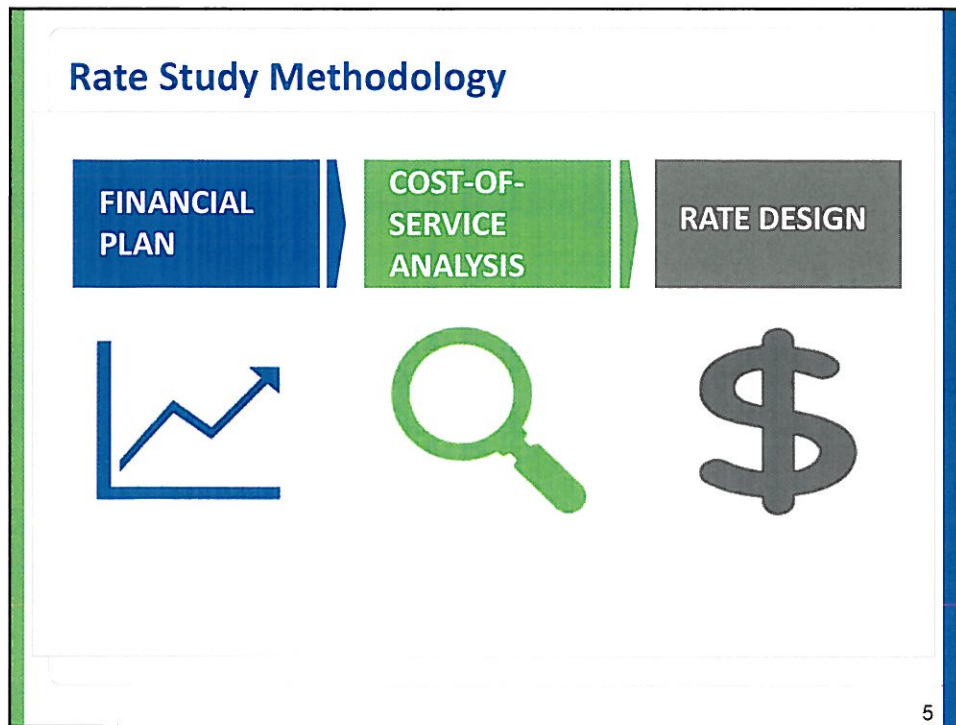 Rate Study Methodology
FINANCIAL
PLAN
COST-OF-
SERVICE
ANALYSIS
RATE DESIGN
5